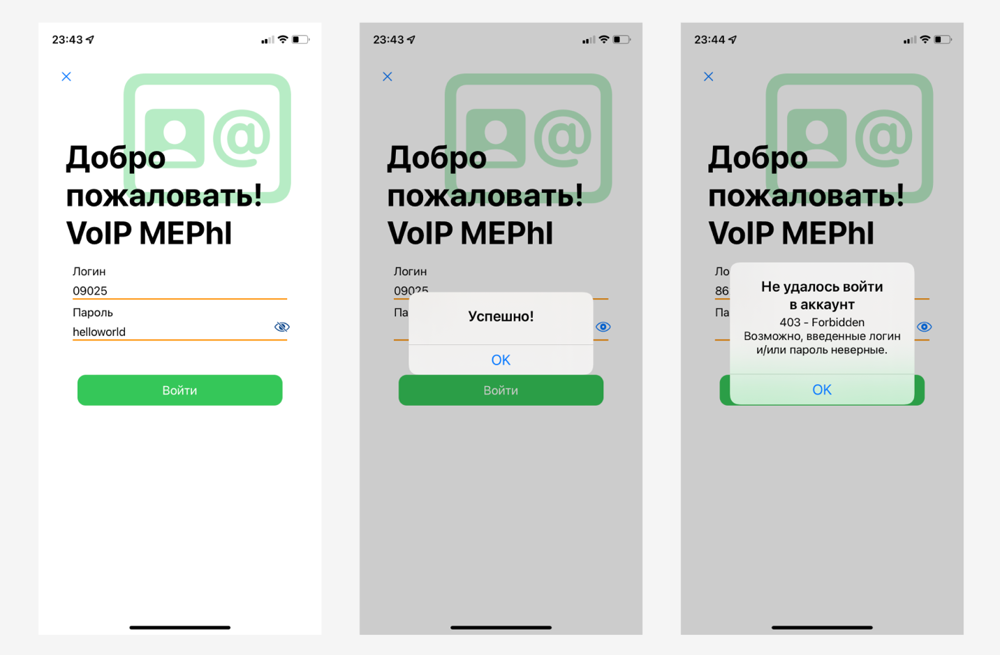 23:43
×
@
Добро
пожаловать!
VoIP MEPhI
Логин
09025
Пароль
helloworld
Войти
23:43
×
@
Добро
пожаловать!
VoIP MEPhI
Логин
09025
Па
Успешно!
OK
Войти
23:44
×
@
Добро
пожаловать!
VoIP MEPhI
Ло
86
Па
Не удалось войти
в аккаунт
403 - Forbidden
Возможно, введенные логин
и/или пароль неверные.
OK